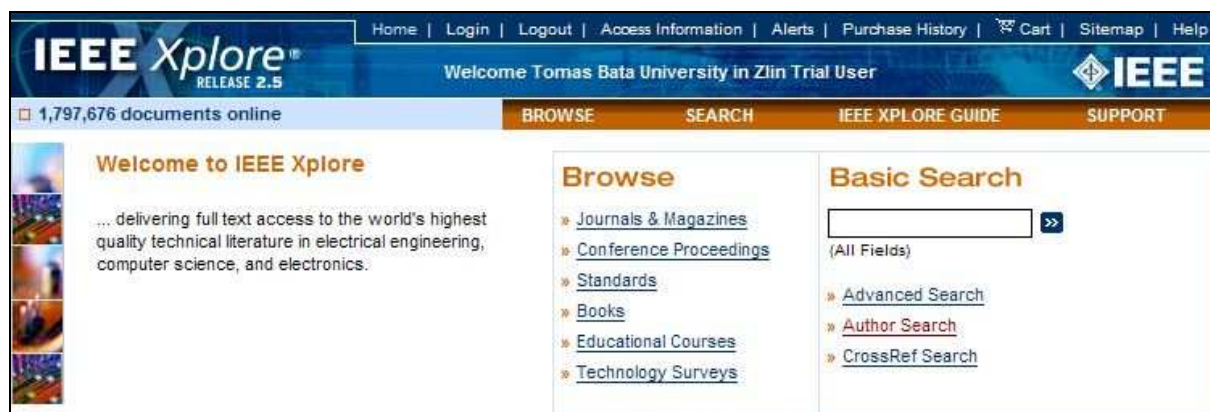 Home | Login | Logout | Access Information | Alerts | Purchase History | Cart | Sitemap | Help
IEEE Xplore®
RELEASE 2.5
Welcome Tomas Bata University in Zlin Trial User
IEEE
1,797,676 documents online
BROWSE SEARCH IEEE XPLORE GUIDE SUPPORT
Welcome to IEEE Xplore
... delivering full text access to the world's highest
quality technical literature in electrical engineering,
computer science, and electronics.
Browse
» Journals & Magazines
» Conference Proceedings
» Standards
» Books
» Educational Courses
» Technology Surveys
Basic Search
»
(All Fields)
» Advanced Search
» Author Search
» CrossRef Search